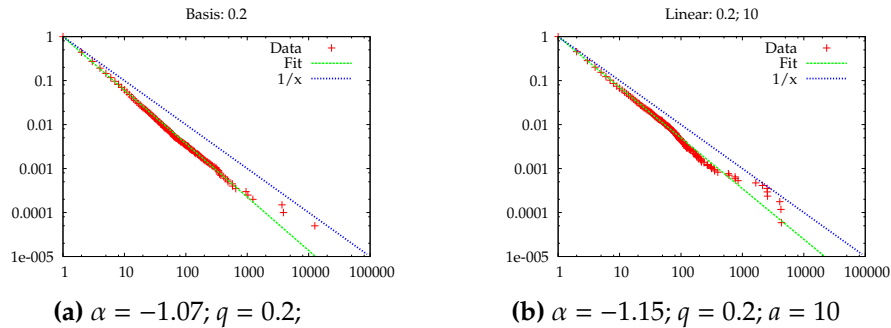 Basis: 0.2
1
0.1
0.01
0.001
0.0001
1e-005
1 10 100 1000 10000 100000
Data
Fit
1/x
(a) α = −1.07; q = 0.2;
Linear: 0.2; 10
1
0.1
0.01
0.001
0.0001
1e-005
1 10 100 1000 10000 100000
Data
Fit
1/x
(b) α = −1.15; q = 0.2; a = 10